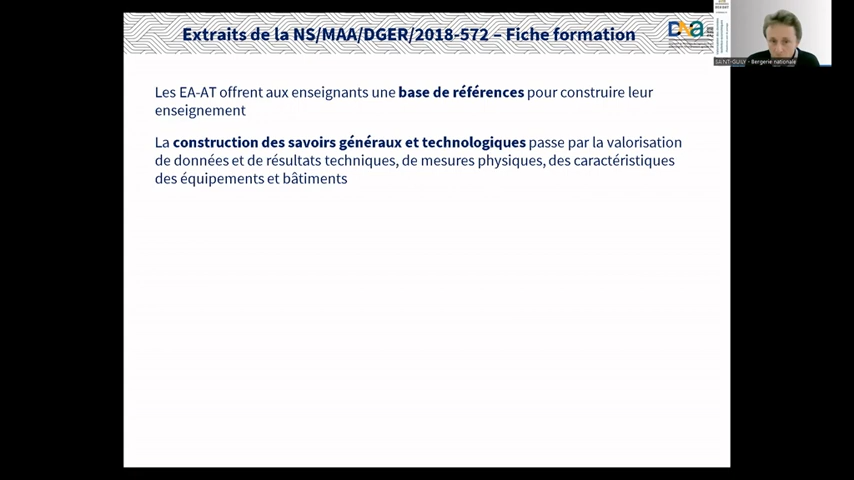 Extraits de la NS/MAA/DGER/2018-572 – Fiche formation
SAINT-GUILY - Bergerie nationale
Les EA-AT offrent aux enseignants une base de références pour construire leur
enseignement
La construction des savoirs généraux et technologiques passe par la valorisation
de données et de résultats techniques, de mesures physiques, des caractéristiques
des équipements et bâtiments